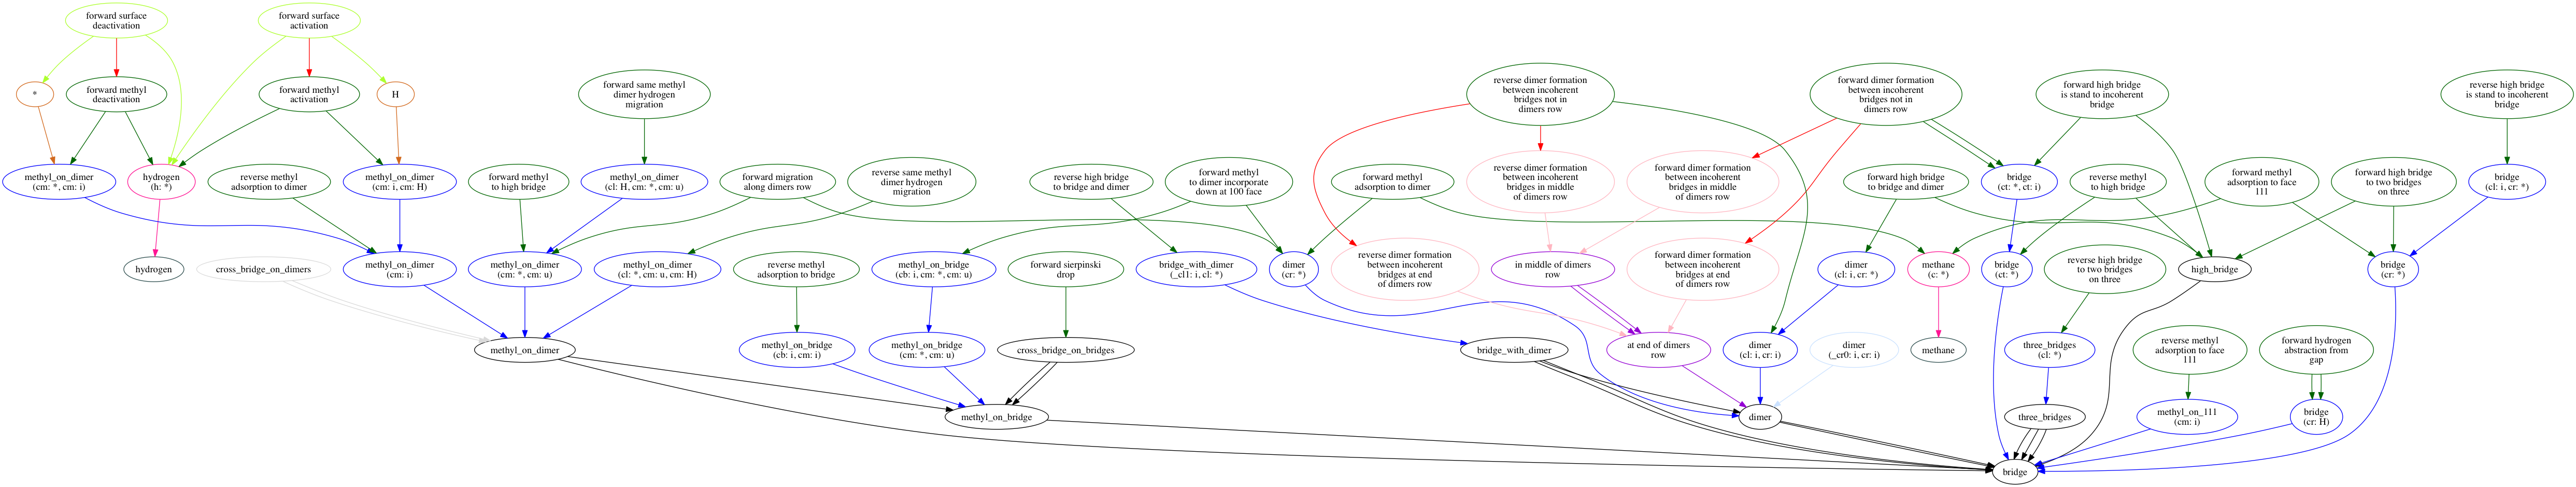 forward surface
deactivation
forward surface
activation
*
forward methyl
deactivation
forward methyl
activation
H
forward same methyl
dimer hydrogen
migration
reverse dimer formation
between incoherent
bridges not in
dimers row
forward dimer formation
between incoherent
bridges not in
dimers row
forward high bridge
is stand to incoherent
bridge
reverse high bridge
is stand to incoherent
bridge
methyl_on_dimer
(cm: *, cm: i)
hydrogen
(h: *)
reverse methyl
adsorption to dimer
methyl_on_dimer
(cm: i, cm: H)
forward methyl
to high bridge
methyl_on_dimer
(cl: H, cm: *, cm: u)
forward migration
along dimers row
reverse same methyl
dimer hydrogen
migration
reverse high bridge
to bridge and dimer
forward methyl
to dimer incorporate
down at 100 face
forward methyl
adsorption to dimer
reverse dimer formation
between incoherent
bridges in middle
of dimers row
forward dimer formation
between incoherent
bridges in middle
of dimers row
forward high bridge
to bridge and dimer
bridge
(ct: *, ct: i)
reverse methyl
to high bridge
forward methyl
adsorption to face
111
forward high bridge
to two bridges
on three
bridge
(cl: i, cr: *)
hydrogen
cross_bridge_on_dimers
methyl_on_dimer
(cm: i)
methyl_on_dimer
(cm: *, cm: u)
methyl_on_dimer
(cl: *, cm: u, cm: H)
reverse methyl
adsorption to bridge
methyl_on_bridge
(cb: i, cm: *, cm: u)
forward sierpinski
drop
bridge_with_dimer
(_cl1: i, cl: *)
dimer
(cr: *)
reverse dimer formation
between incoherent
bridges at end
of dimers row
in middle of dimers
row
forward dimer formation
between incoherent
bridges at end
of dimers row
dimer
(cl: i, cr: *)
methane
(c: *)
bridge
(ct: *)
reverse high bridge
to two bridges
on three
high_bridge
bridge
(cr: *)
methyl_on_dimer
methyl_on_bridge
(cb: i, cm: i)
methyl_on_bridge
(cm: *, cm: u)
cross_bridge_on_bridges
bridge_with_dimer
at end of dimers
row
dimer
(cl: i, cr: i)
dimer
(_cr0: i, cr: i)
methane
three_bridges
(cl: *)
reverse methyl
adsorption to face
111
forward hydrogen
abstraction from
gap
methyl_on_bridge
dimer
three_bridges
methyl_on_111
(cm: i)
bridge
(cr: H)
bridge